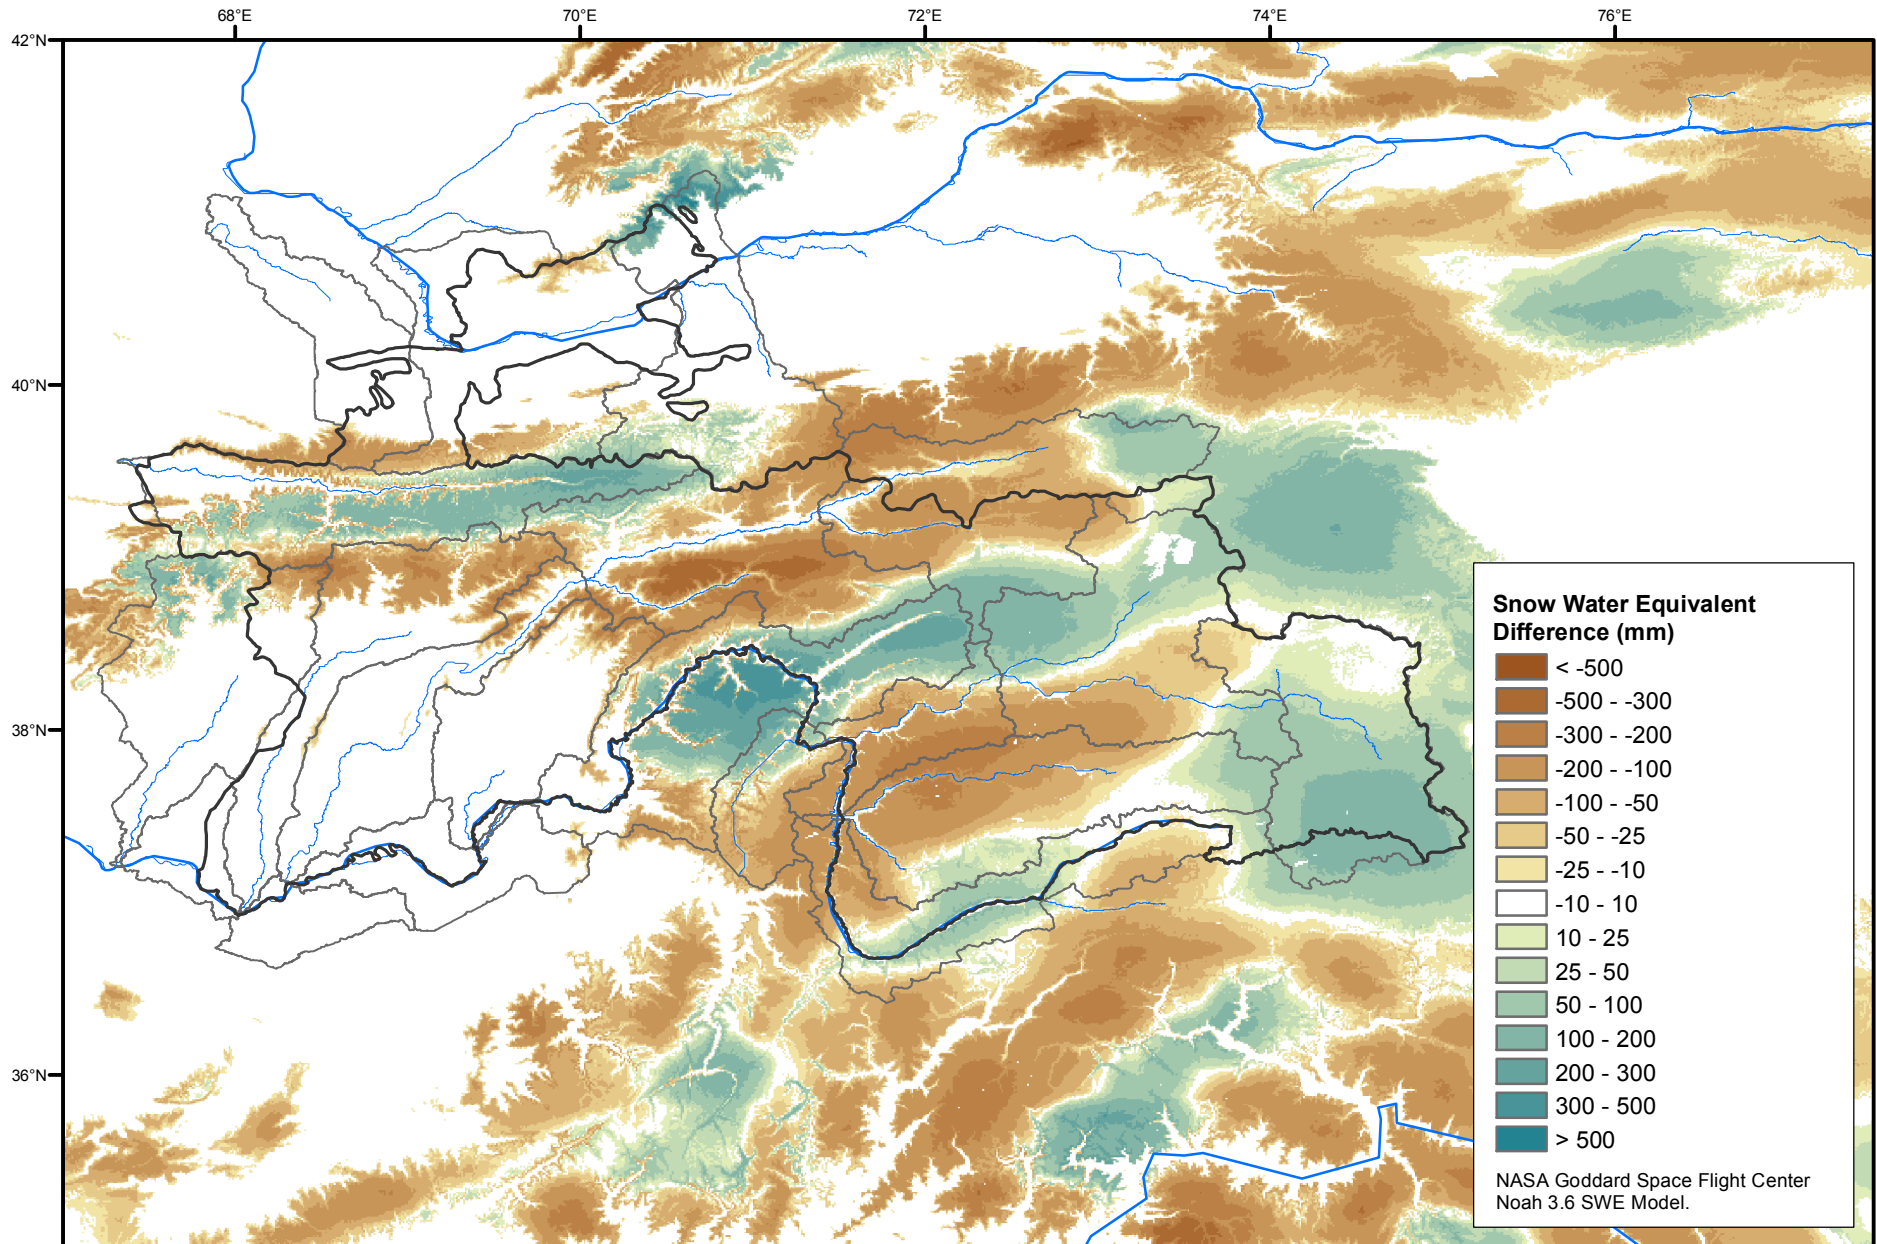 68°E
70°E
72°E
74°E
76°E
42°N
40°N
38°N
36°N
Snow Water Equivalent
Difference (mm)
< -500
-500 - -300
-300 - -200
-200 - -100
-100 - -50
-50 - -25
-25 - -10
-10 - 10
10 - 25
25 - 50
50 - 100
100 - 200
200 - 300
300 - 500
> 500
NASA Goddard Space Flight Center
Noah 3.6 SWE Model.